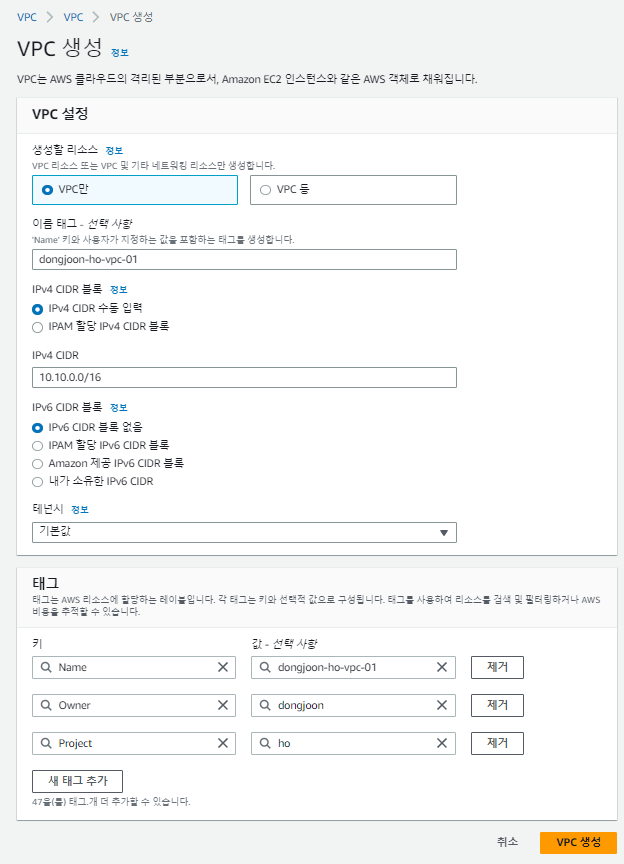 VPC > VPC > VPC 생성
VPC 생성 정보
VPC는 AWS 클라우드의 격리된 부분으로서, Amazon EC2 인스턴스와 같은 AWS 객체로 채워집니다.
VPC 설정
생성할 리소스 정보
VPC 리소스 또는 VPC 및 기타 네트워킹 리소스만 생성합니다.
VPC만 VPC 등
이름 태그 - 선택 사항
'Name' 키와 사용자가 지정하는 값을 포함하는 태그를 생성합니다.
dongjoon-ho-vpc-01
IPv4 CIDR 블록 정보
IPv4 CIDR 수동 입력
IPAM 할당 IPv4 CIDR 블록
IPv4 CIDR
10.10.0.0/16
IPv6 CIDR 블록 정보
IPv6 CIDR 블록 없음
IPAM 할당 IPv6 CIDR 블록
Amazon 제공 IPv6 CIDR 블록
내가 소유한 IPv6 CIDR
테넌시 정보
기본값
태그
태그는 AWS 리소스에 할당하는 레이블입니다. 각 태그는 키와 선택적 값으로 구성됩니다. 태그를 사용하여 리소스를 검색 및 필터링하거나 AWS
비용을 추적할 수 있습니다.
키 값 - 선택 사항
Name dongjoon-ho-vpc-01 제거
Owner dongjoon 제거
Project ho 제거
새 태그 추가
47을(를) 태그.개 더 추가할 수 있습니다.
취소 VPC 생성